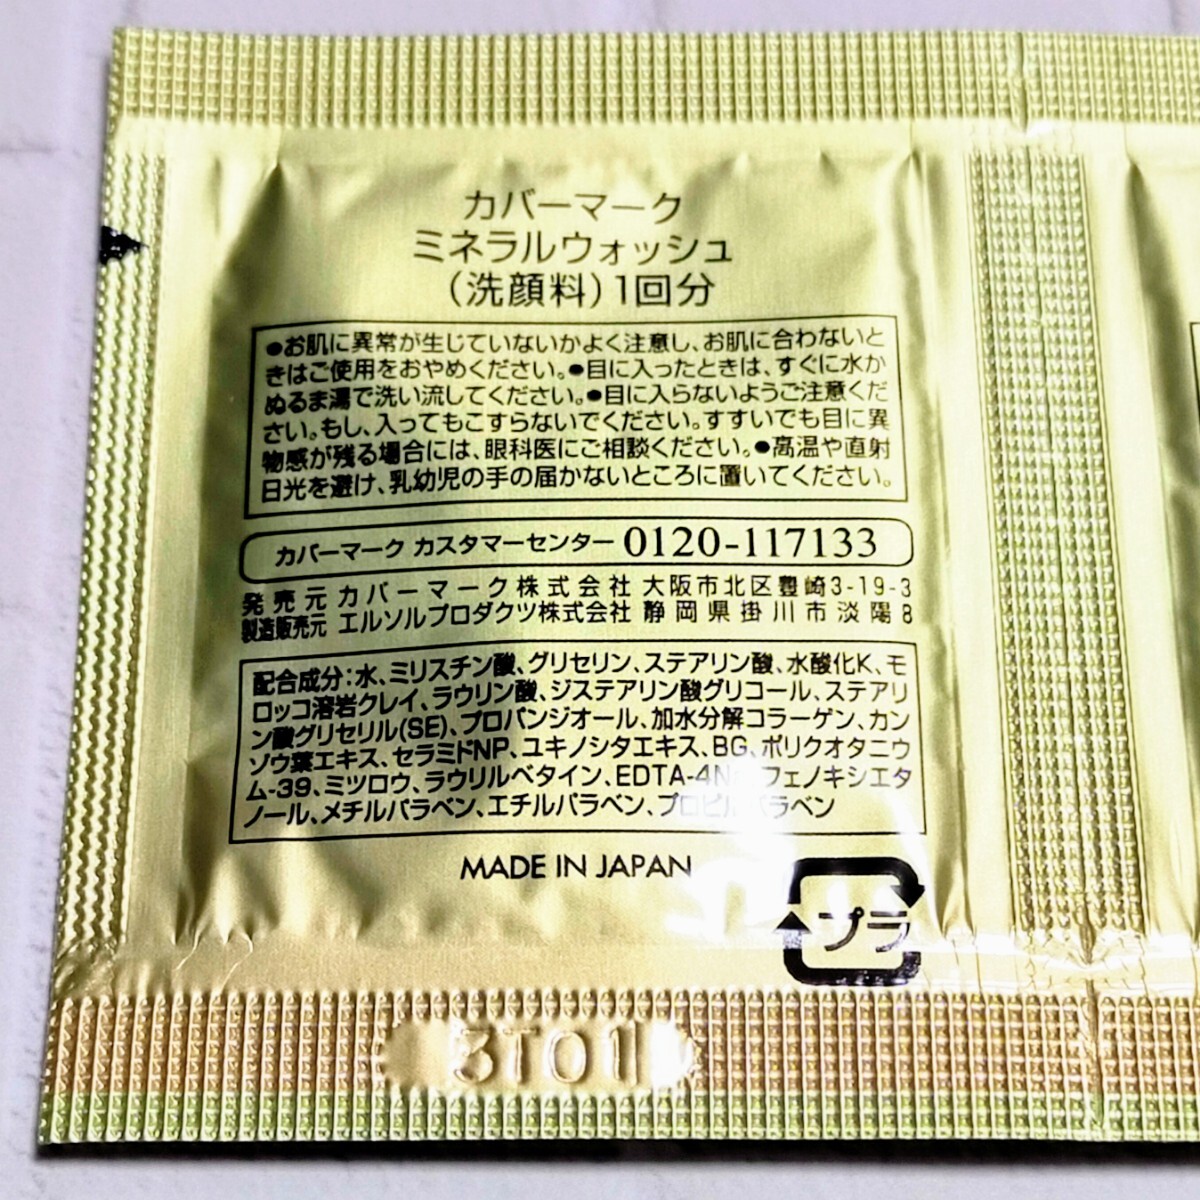 カバーマーク
ミネラルウォッシュ
(洗顔料)1回分
●お肌に異常が生じていないかよく注意し、お肌に合わないと
きはご使用をおやめください。●目に入ったときは、すぐに水か
ぬるま湯で洗い流してください。●目に入らないようご注意くだ
さい。もし、入ってもこすらないでください。すすいでも目に異
物感が残る場合には、眼科医にご相談ください。●高温や直射
日光を避け、乳幼児の手の届かないところに置いてください。
カバーマーク カスタマーセンター 0120-117133
発売元 カバーマーク株式会社 大阪市北区豊崎3-19-3
製造販売元 エルソルプロダクツ株式会社 静岡県掛川市淡陽8
配合成分:水、ミリスチン酸、グリセリン、ステアリン酸、水酸化K、モ
ロッコ溶岩クレイ、ラウリン酸、ジステアリン酸グリコール、ステアリ
ン酸グリセリル(SE)、プロパンジオール、加水分解コラーゲン、カン
ゾウ葉エキス、セラミドNP、ユキノシタエキス、BG、ポリクオタニウ
ム-39、ミツロウ、ラウリルベタイン、EDTA-4Na、フェノキシエタ
ノール、メチルパラベン、エチルパラベン、プロピルパラベン
MADE IN JAPAN
プラ
3T01